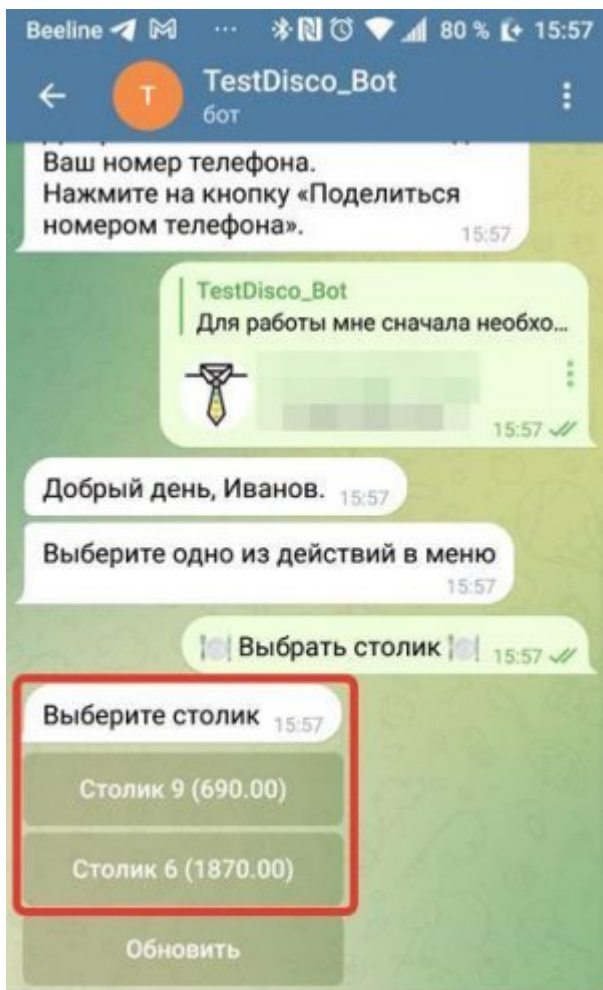 Beeline ... 80 % 15:57
TestDisco_Bot
бот
Ваш номер телефона.
Нажмите на кнопку «Поделиться
номером телефона». 15:57
TestDisco_Bot
Для работы мне сначала необхо...
15:57
Добрый день, Иванов. 15:57
Выберите одно из действий в меню
15:57
Выбрать столик 15:57
Выберите столик 15:57
Столик 9 (690.00)
Столик 6 (1870.00)
Обновить